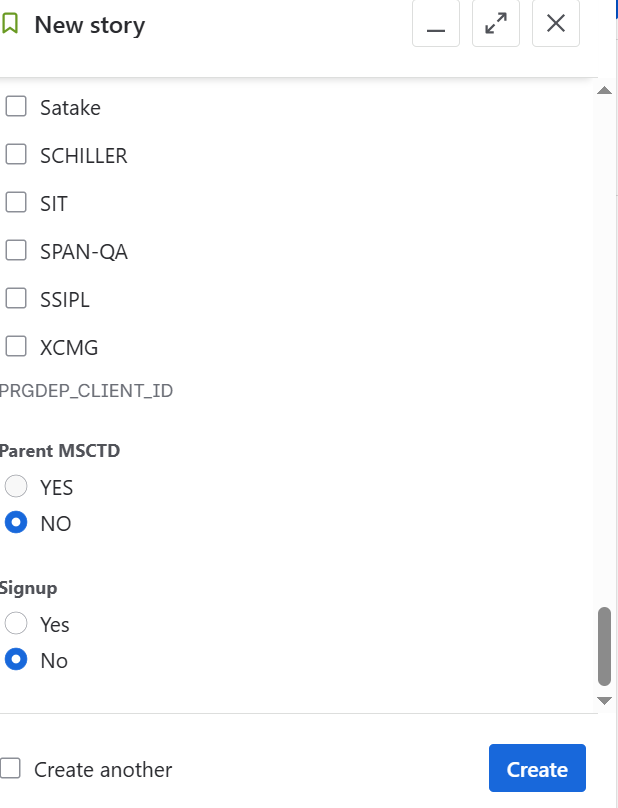 New story
Satake
SCHILLER
SIT
SPAN-QA
SSIPL
XCMG
PRGDEP_CLIENT_ID
Parent MSCTD
YES
NO
Signup
Yes
No
Create another
Create